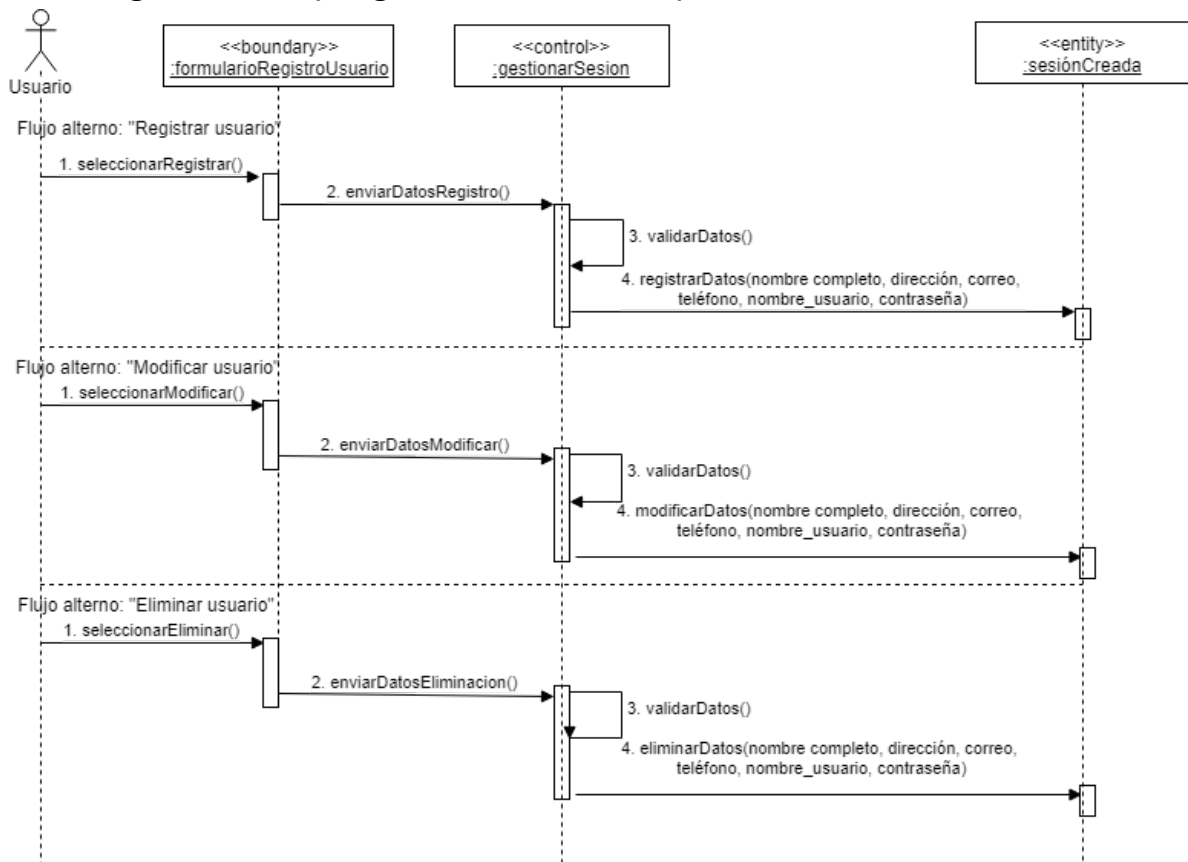 <<boundary>>
:formularioRegistroUsuario
<<control>>
:gestionarSesion
<<entity>>
:sesiónCreada
Usuario
Flujo alterno: "Registrar usuario"
1. seleccionarRegistrar()
2. enviarDatosRegistro()
3. validarDatos()
4. registrarDatos(nombre completo, dirección, correo,
teléfono, nombre_usuario, contraseña)
Flujo alterno: "Modificar usuario"
1. seleccionarModificar()
2. enviarDatosModificar()
3. validarDatos()
4. modificarDatos(nombre completo, dirección, correo,
teléfono, nombre_usuario, contraseña)
Flujo alterno: "Eliminar usuario"
1. seleccionarEliminar()
2. enviarDatosEliminacion()
3. validarDatos()
4. eliminarDatos(nombre completo, dirección, correo,
teléfono, nombre_usuario, contraseña)